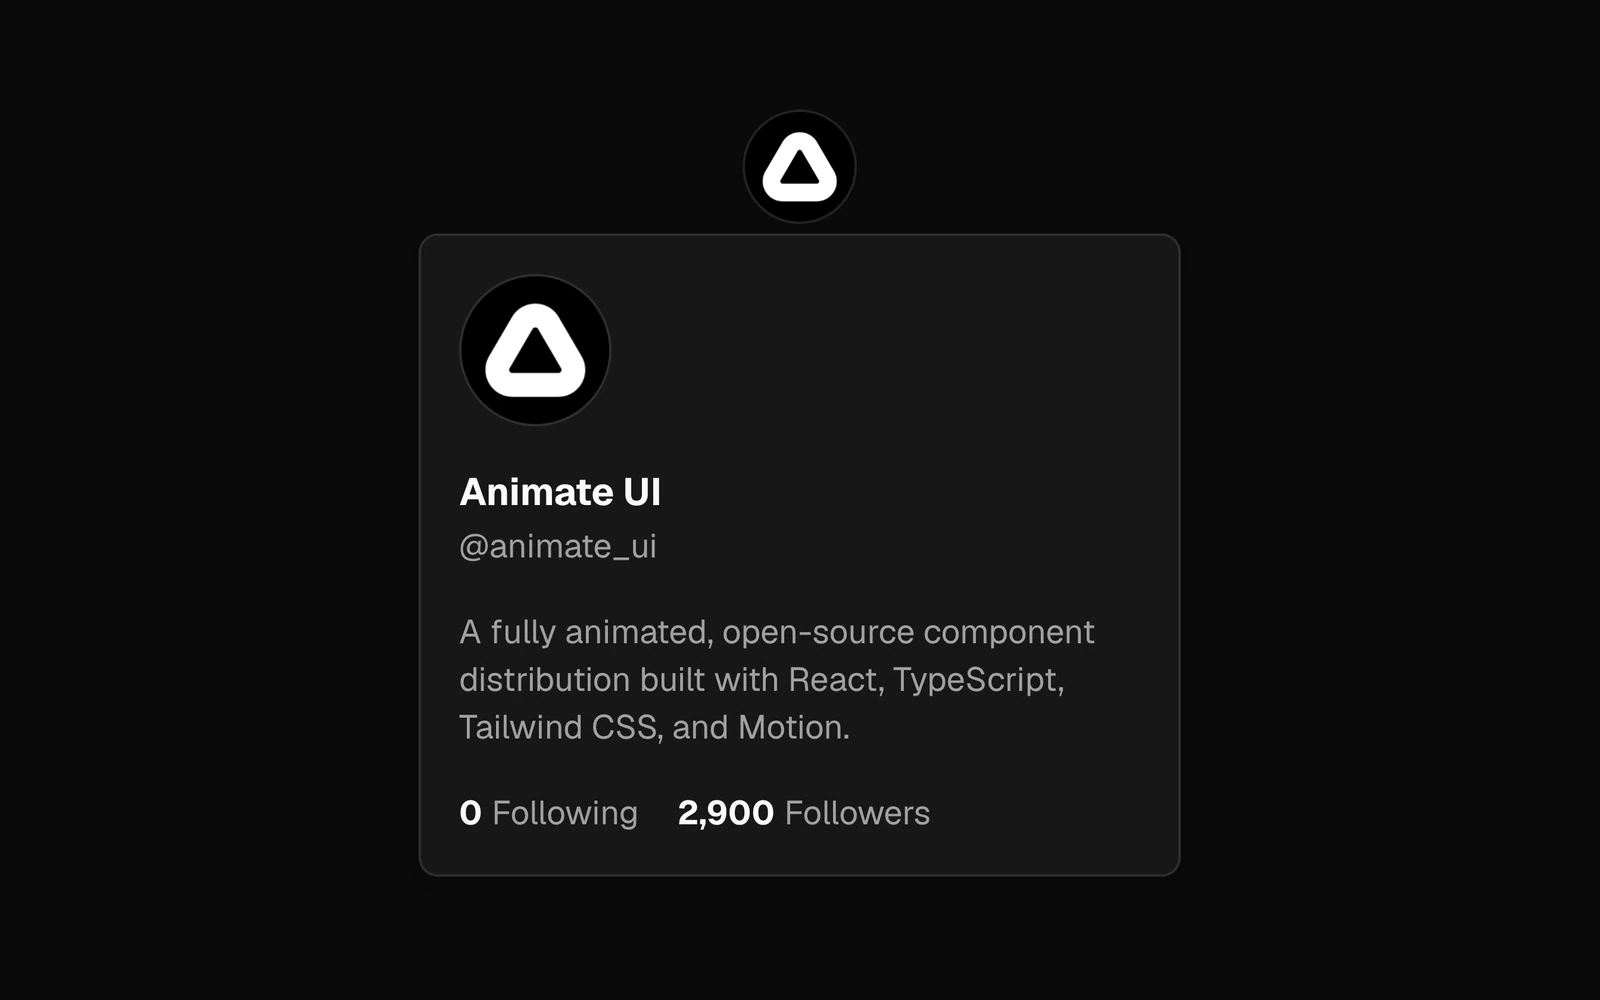 Animate UI
@animate_ui
A fully animated, open-source component
distribution built with React, TypeScript,
Tailwind CSS, and Motion.
0 Following 2,900 Followers